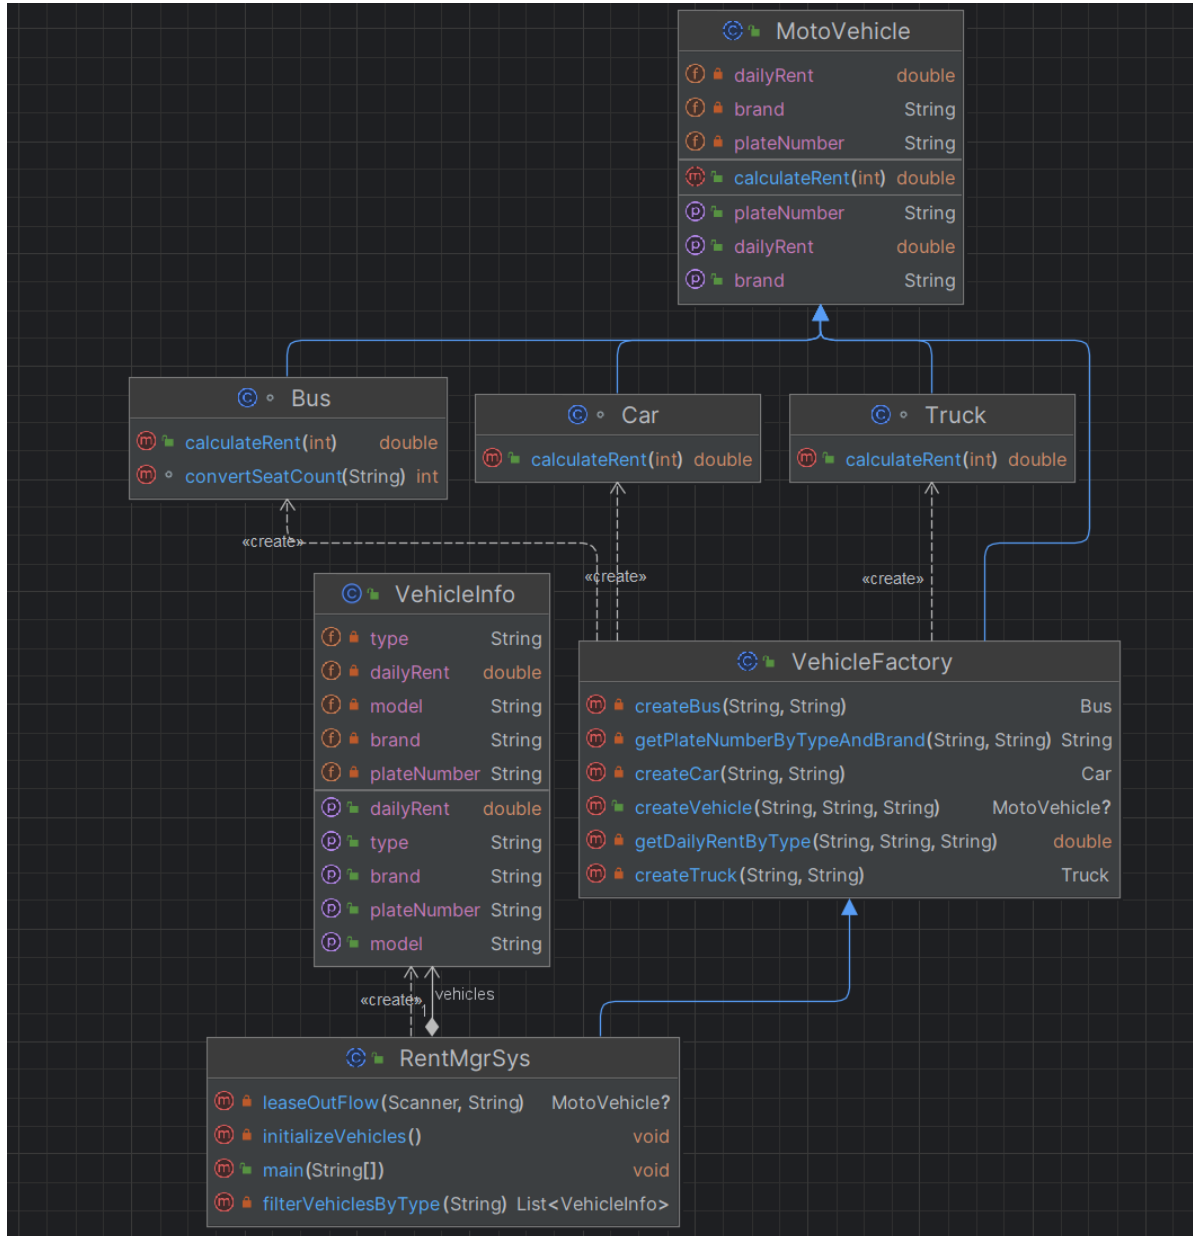 MotoVehicle
dailyRent double
brand String
plateNumber String
calculateRent(int) double
plateNumber String
dailyRent double
brand String
Bus
calculateRent(int) double
convertSeatCount(String) int
Car
calculateRent(int) double
Truck
calculateRent(int) double
«create»
«create»
«create»
VehicleInfo
type String
dailyRent double
model String
brand String
plateNumber String
dailyRent double
type String
brand String
plateNumber String
model String
VehicleFactory
createBus(String, String) Bus
getPlateNumberByTypeAndBrand(String, String) String
createCar(String, String) Car
createVehicle(String, String, String) MotoVehicle?
getDailyRentByType(String, String, String) double
createTruck(String, String) Truck
«create»
1
vehicles
RentMgrSys
leaseOutFlow(Scanner, String) MotoVehicle?
initializeVehicles() void
main(String[]) void
filterVehiclesByType(String) List<VehicleInfo>